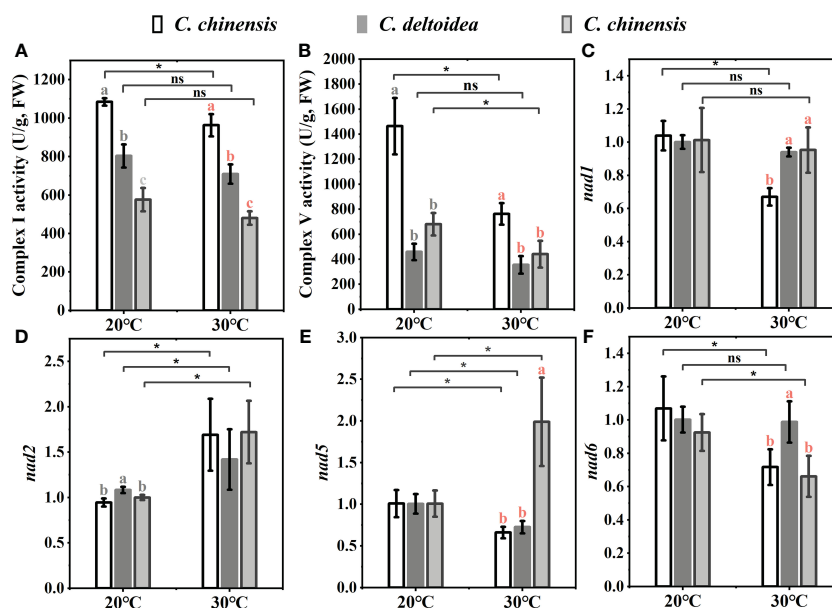 C. chinensis C. deltoidea C. chinensis
A
Complex I activity (U/g, FW)
1200
1000
800
600
400
200
0
*
ns
ns
a
b
c
a
b
c
20°C 30°C
B
Complex V activity (U/g, FW)
2000
1800
1600
1400
1200
1000
800
600
400
200
0
*
ns
*
a
b
b
a
b
b
20°C 30°C
C
nad1
1.4
1.2
1.0
0.8
0.6
0.4
0.2
0.0
*
ns
ns
b
a
a
20°C 30°C
D
nad2
2.5
2.0
1.5
1.0
0.5
0.0
*
*
*
b
a
b
20°C 30°C
E
nad5
3.0
2.5
2.0
1.5
1.0
0.5
0.0
*
*
*
b
b
a
20°C 30°C
F
nad6
1.4
1.2
1.0
0.8
0.6
0.4
0.2
0.0
*
ns
*
b
a
b
20°C 30°C